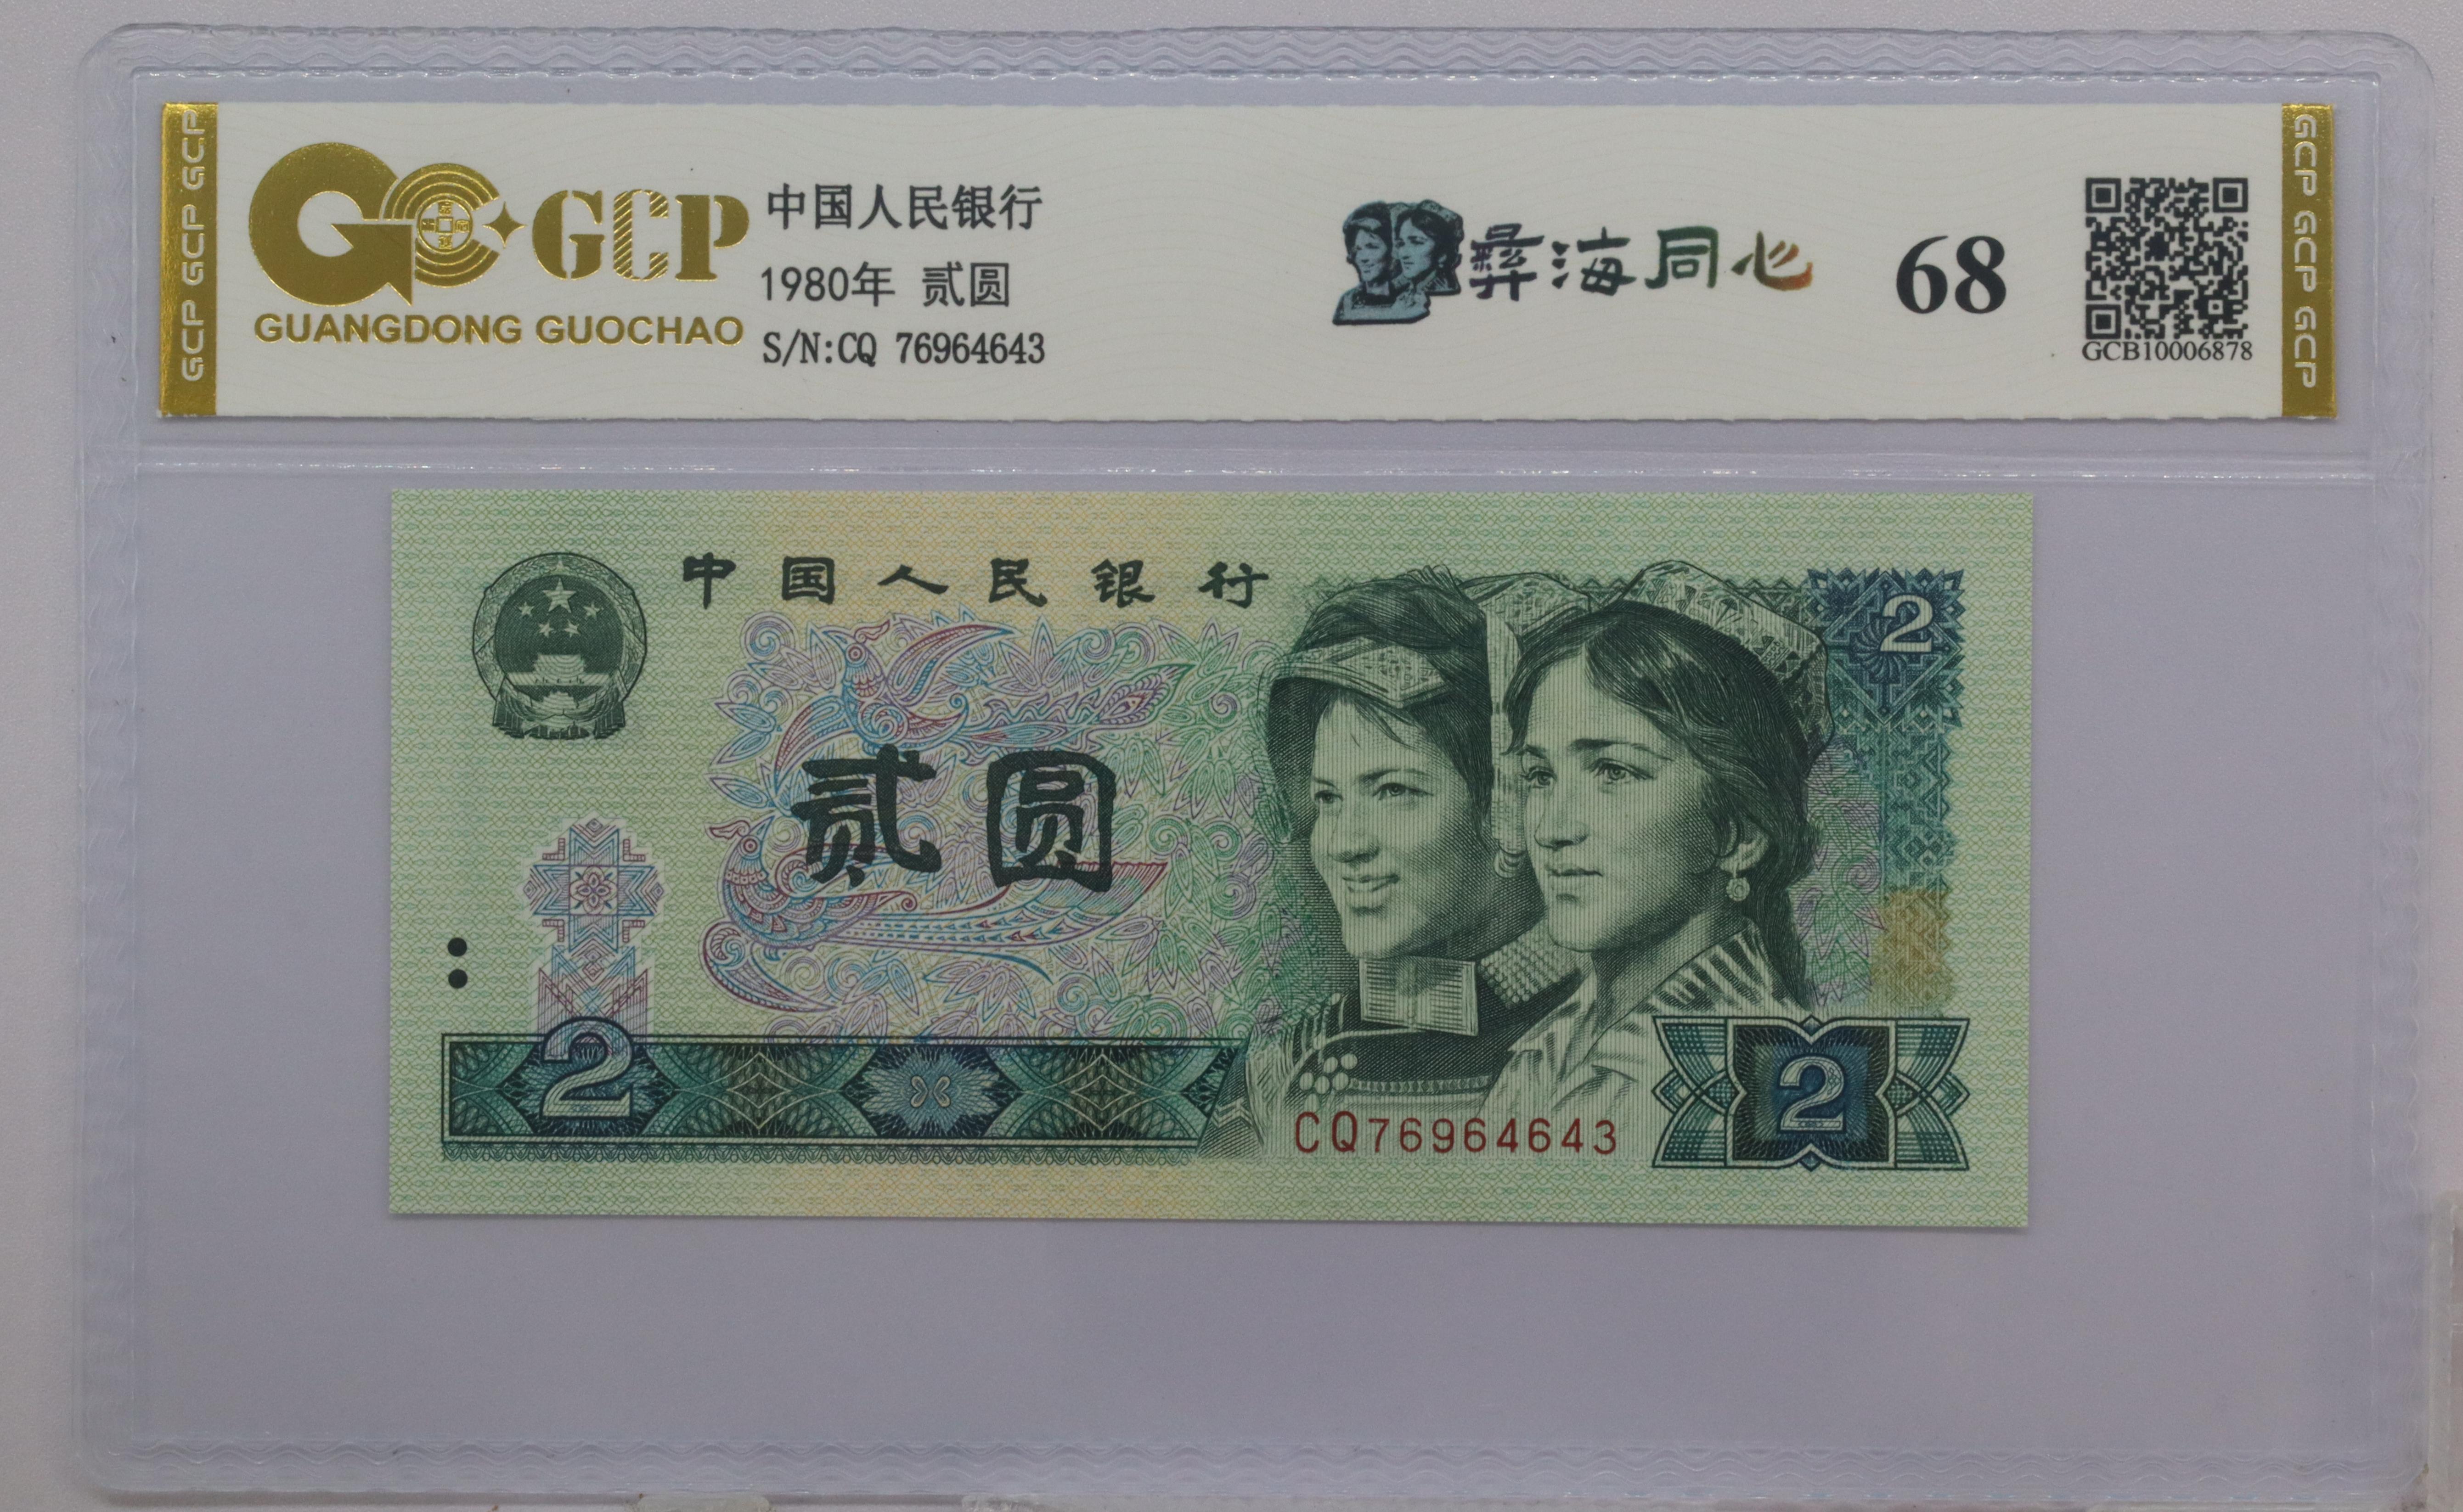 GCP GCP GCP
GCP
GUANGDONG GUOCHAO
中国人民银行
1980年 贰圆
S/N:CQ 76964643
彝海同心
68
GCB10006878
GCP GCP GCP
中国人民银行
2
贰圆
2
CQ76964643
2